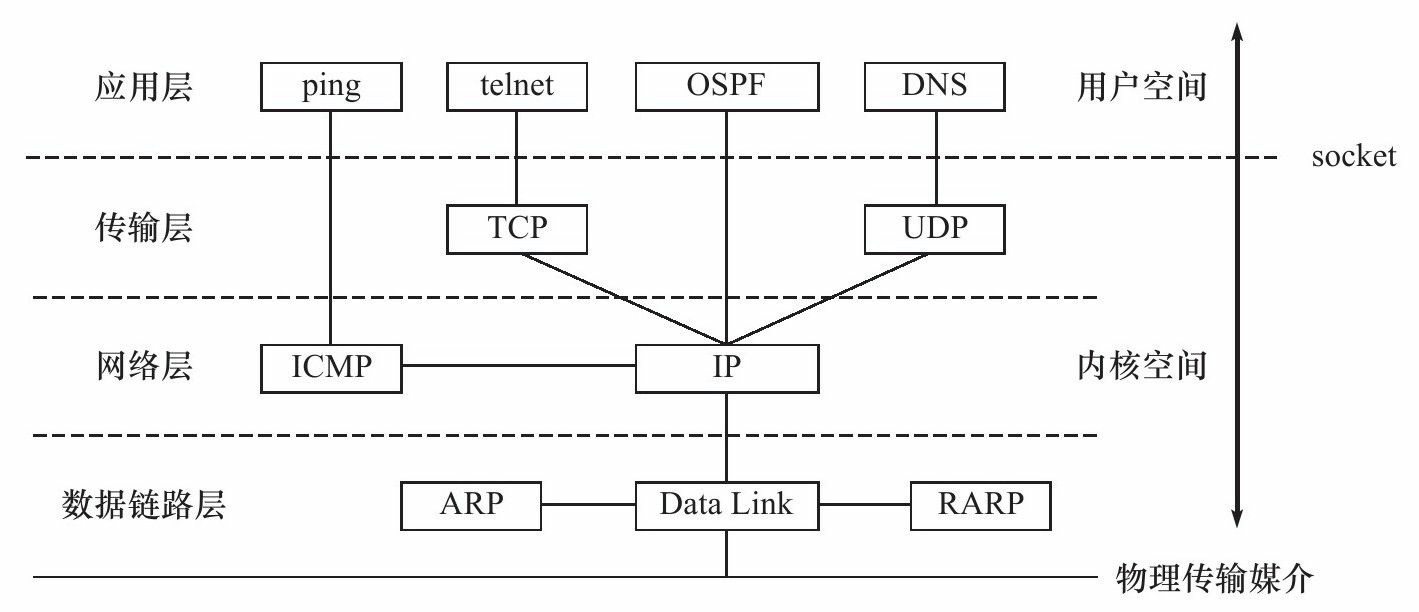 应用层 ping telnet OSPF DNS 用户空间
socket
传输层 TCP UDP
网络层 ICMP IP 内核空间
数据链路层 ARP Data Link RARP
物理传输媒介